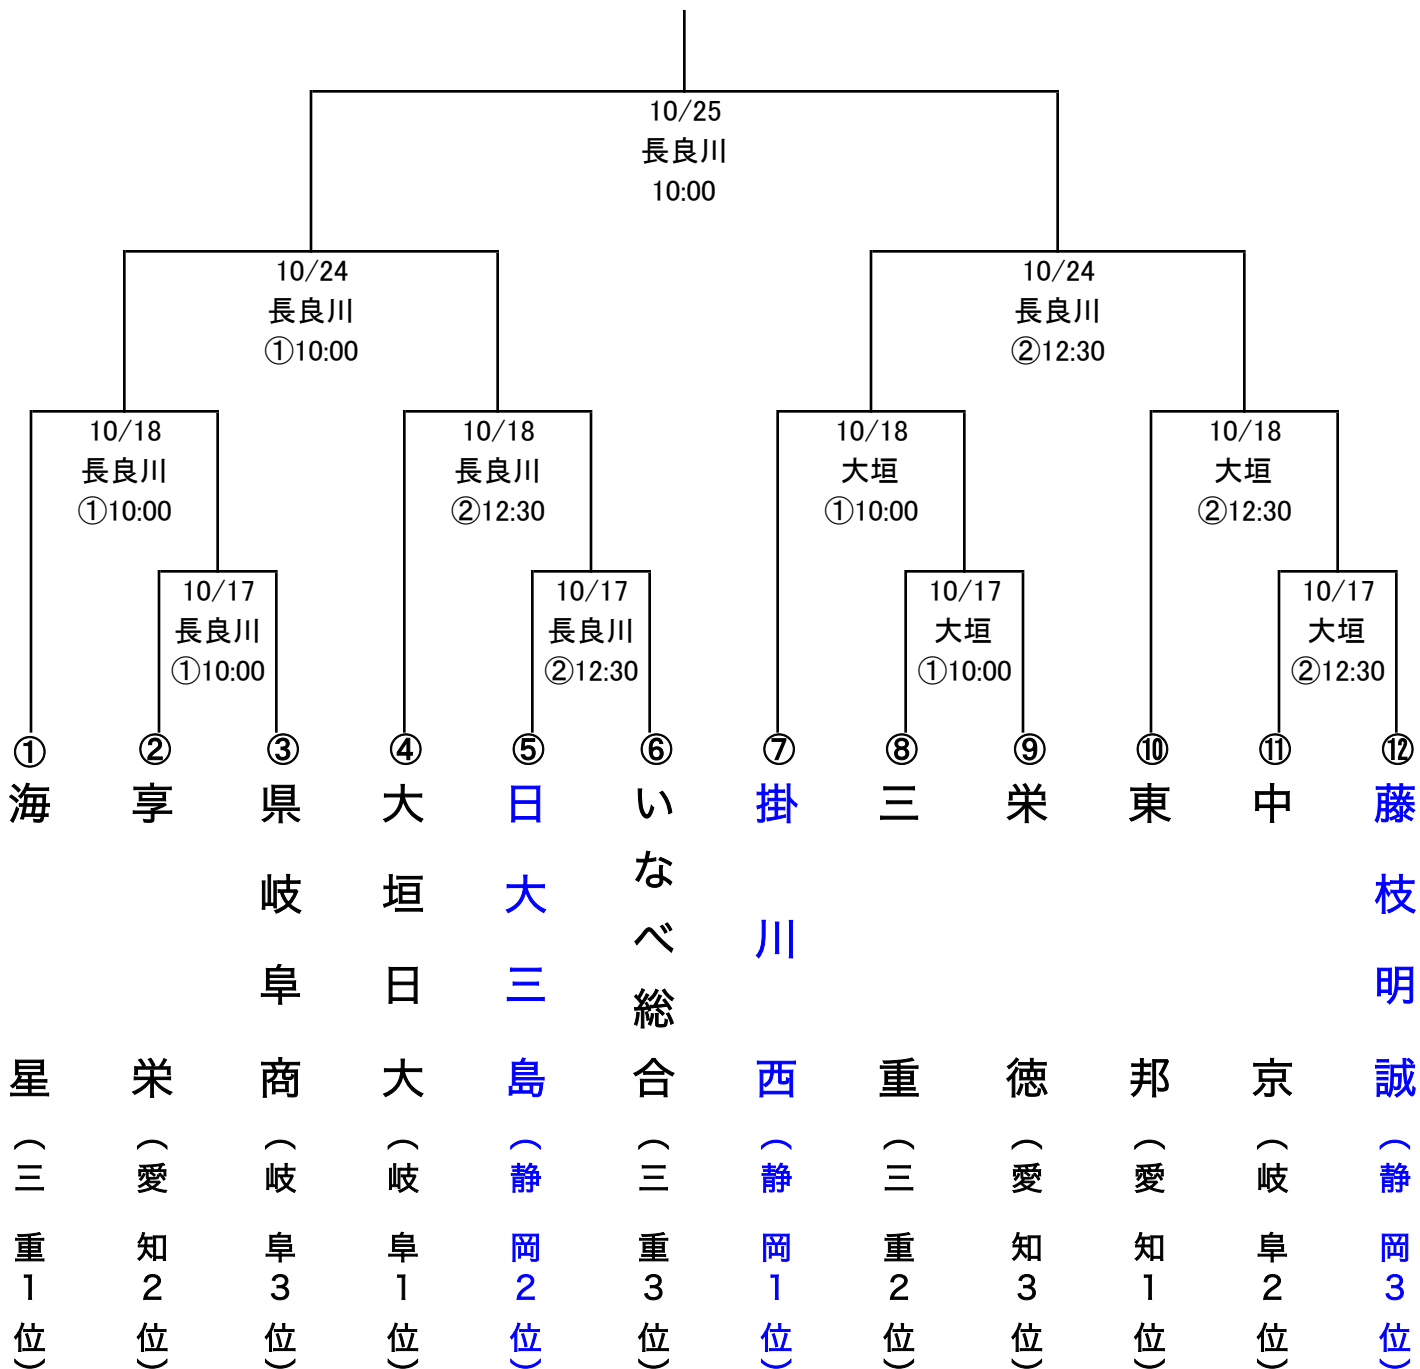 10/25
長良川
10:00
10/24
長良川
①10:00
10/24
長良川
②12:30
10/18
長良川
①10:00
10/18
長良川
②12:30
10/18
大垣
①10:00
10/18
大垣
②12:30
10/17
長良川
①10:00
10/17
長良川
②12:30
10/17
大垣
①10:00
10/17
大垣
②12:30
①海星(三重1位)
②享栄(愛知2位)
③県岐阜商(岐阜3位)
④大垣日大(岐阜1位)
⑤日大三島(静岡2位)
⑥いなべ総合(三重3位)
⑦掛川西(静岡1位)
⑧三重(三重2位)
⑨栄徳(愛知3位)
⑩東邦(愛知1位)
⑪中京(岐阜2位)
⑫藤枝明誠(静岡3位)